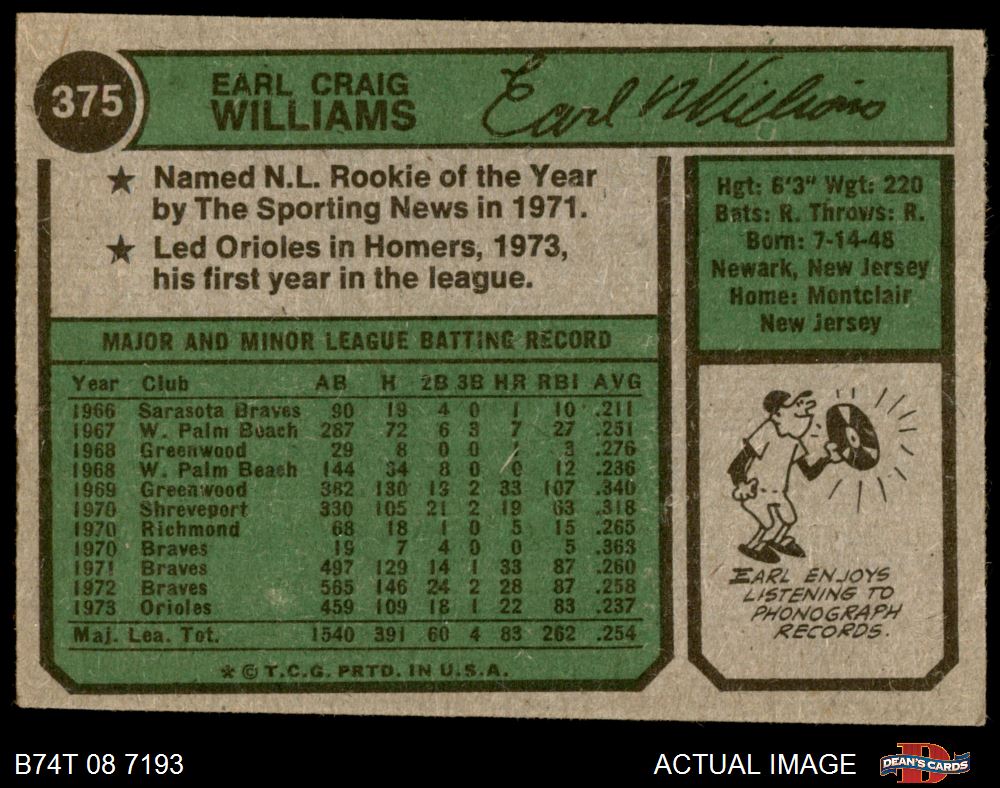 375
EARL CRAIG
WILLIAMS
Earl Williams
★ Named N.L. Rookie of the Year
by The Sporting News in 1971.
★ Led Orioles in Homers, 1973,
his first year in the league.
Hgt: 6'3" Wgt: 220
Bats: R. Throws: R.
Born: 7-14-48
Newark, New Jersey
Home: Montclair
New Jersey
MAJOR AND MINOR LEAGUE BATTING RECORD
Year Club AB H 2B 3B HR RBI AVG
1966 Sarasota Braves 90 19 4 0 1 10 .211
1967 W. Palm Beach 287 72 6 3 7 27 .251
1968 Greenwood 29 8 0 0 3 .276
1968 W. Palm Beach 144 34 8 0 0 12 .236
1969 Greenwood 382 130 13 2 33 107 .340
1970 Shreveport 330 105 21 2 19 63 .318
1970 Richmond 68 18 1 0 5 15 .265
1970 Braves 19 7 4 0 0 5 .368
1971 Braves 497 129 14 1 33 87 .260
1972 Braves 565 146 24 2 28 87 .258
1973 Orioles 459 109 18 1 22 83 .237
Maj. Lea. Tot. 1540 391 60 4 83 262 .254
* © T.C.G. PRTD. IN U.S.A.
EARL ENJOYS
LISTENING TO
PHONOGRAPH
RECORDS.
B74T 08 7193
ACTUAL IMAGE
DEAN'S CARDS